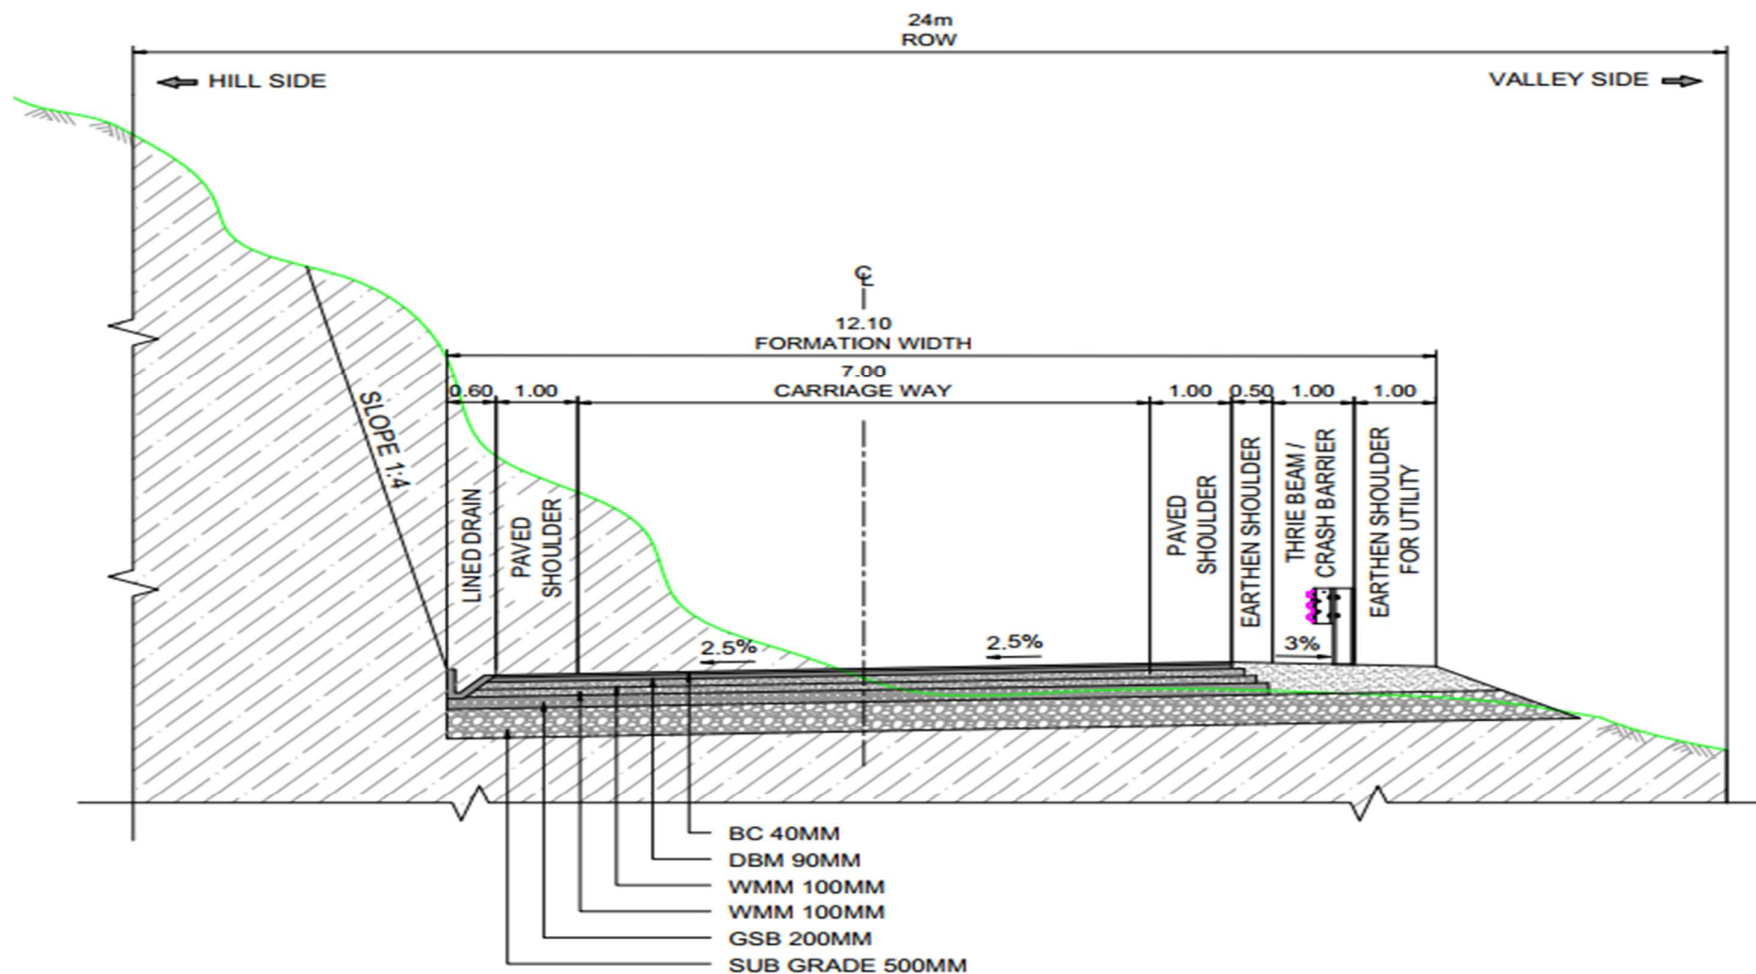 24m
ROW
HILL SIDE
VALLEY SIDE
℄
12.10
FORMATION WIDTH
7.00
CARRIAGE WAY
0.60
1.00
1.00
0.50
1.00
1.00
SLOPE 1:4
LINED DRAIN
PAVED
SHOULDER
PAVED
SHOULDER
EARTHEN SHOULDER
THRIE BEAM /
CRASH BARRIER
EARTHEN SHOULDER
FOR UTILITY
2.5%
2.5%
3%
BC 40MM
DBM 90MM
WMM 100MM
WMM 100MM
GSB 200MM
SUB GRADE 500MM